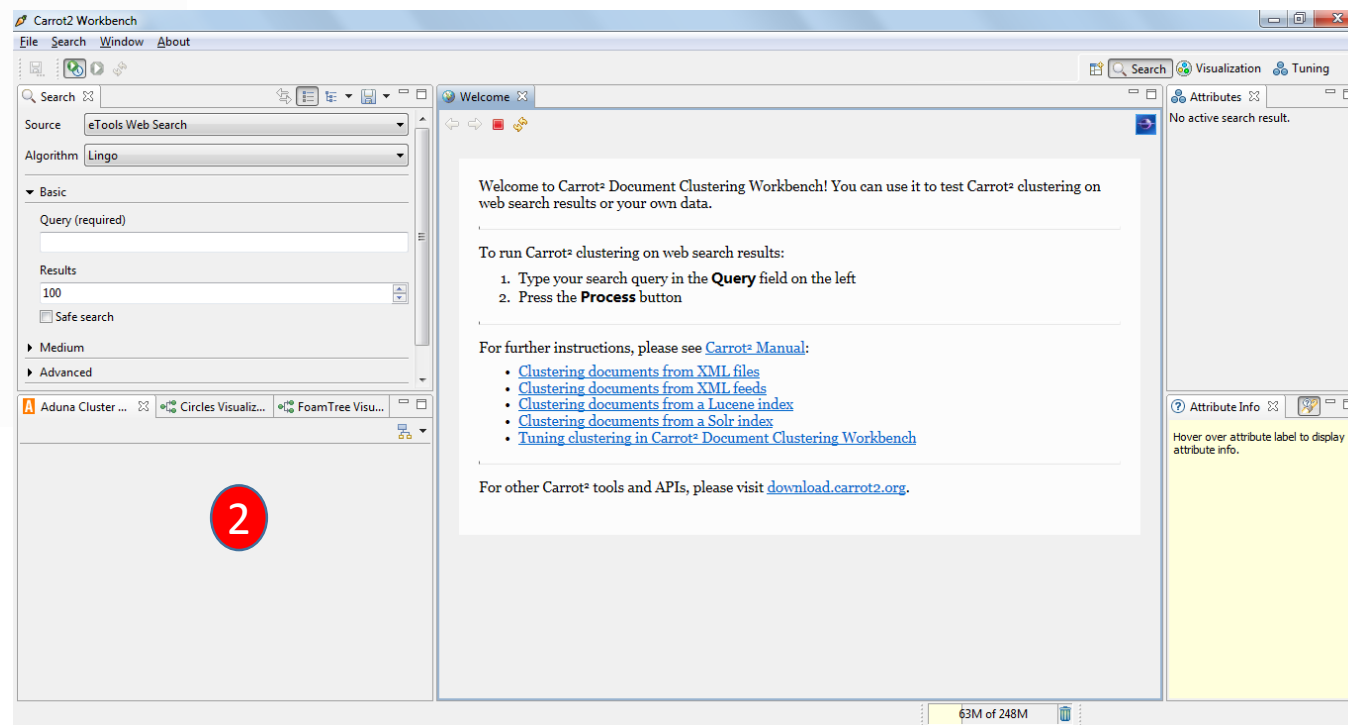 Carrot2 Workbench
File Search Window About
Search Visualization Tuning
Search
Source eTools Web Search
Algorithm Lingo
Basic
Query (required)
Results
100
Safe search
Medium
Advanced
Aduna Cluster ... Circles Visualiz... FoamTree Visu...
2
Welcome
Welcome to Carrot² Document Clustering Workbench! You can use it to test Carrot² clustering on
web search results or your own data.
To run Carrot² clustering on web search results:
1. Type your search query in the Query field on the left
2. Press the Process button
For further instructions, please see Carrot² Manual:
• Clustering documents from XML files
• Clustering documents from XML feeds
• Clustering documents from a Lucene index
• Clustering documents from a Solr index
• Tuning clustering in Carrot² Document Clustering Workbench
For other Carrot² tools and APIs, please visit download.carrot2.org.
Attributes
No active search result.
Attribute Info
Hover over attribute label to display
attribute info.
63M of 248M